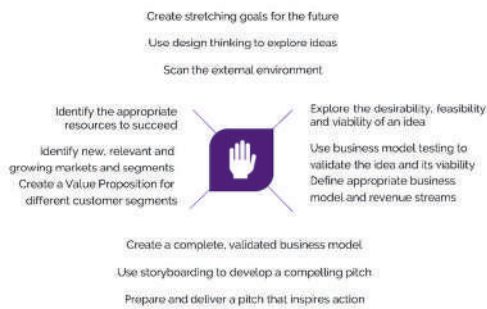 Create stretching goals for the future
Use design thinking to explore ideas
Scan the external environment
Identify the appropriate
resources to succeed
Identify new, relevant and
growing markets and segments
Create a Value Proposition for
different customer segments
Explore the desirability, feasibility
and viability of an idea
Use business model testing to
validate the idea and its viability
Define appropriate business
model and revenue streams
Create a complete, validated business model
Use storyboarding to develop a compelling pitch
Prepare and deliver a pitch that inspires action